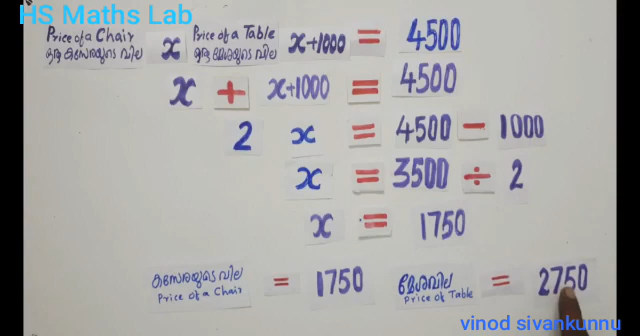 HS Maths Lab
Price of a Chair Price of a Table
ഒരു കസേരയുടെ വില x ഒരു മേശയുടെ വില x+1000 = 4500
x + x+1000 = 4500
2 x = 4500 - 1000
x = 3500 ÷ 2
x = 1750
കസേരയുടെ വില = 1750 മേശവില = 2750
Price of a Chair Price of Table
vinod sivankunnu